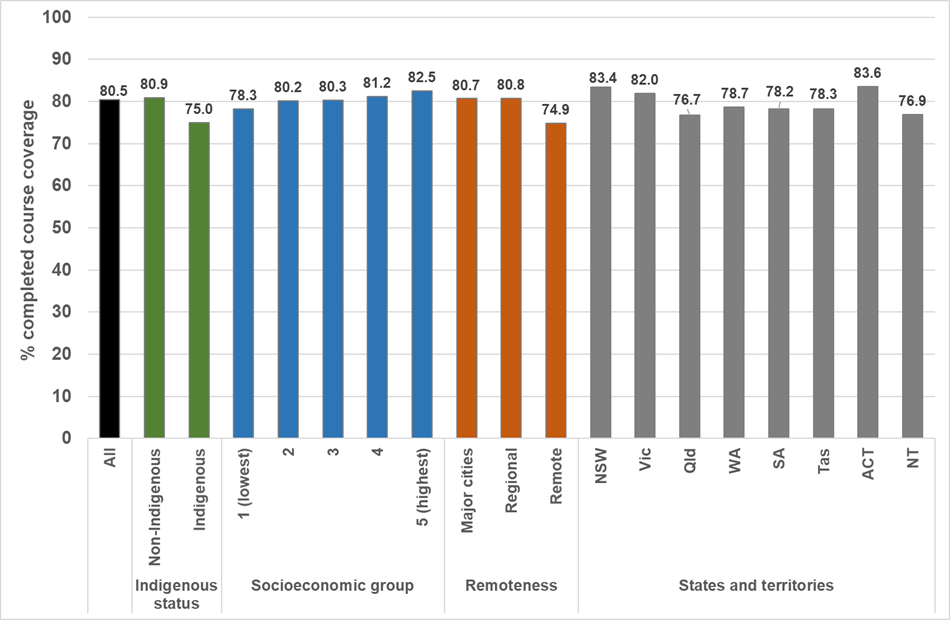 % completed course coverage
100
90
80
70
60
50
40
30
20
10
0
80.5
80.9
75.0
78.3
80.2
80.3
81.2
82.5
80.7
80.8
74.9
83.4
82.0
76.7
78.7
78.2
78.3
83.6
76.9
All
Non-Indigenous
Indigenous
1 (lowest)
2
3
4
5 (highest)
Major cities
Regional
Remote
NSW
Vic
Qld
WA
SA
Tas
ACT
NT
Indigenous
status
Socioeconomic group
Remoteness
States and territories